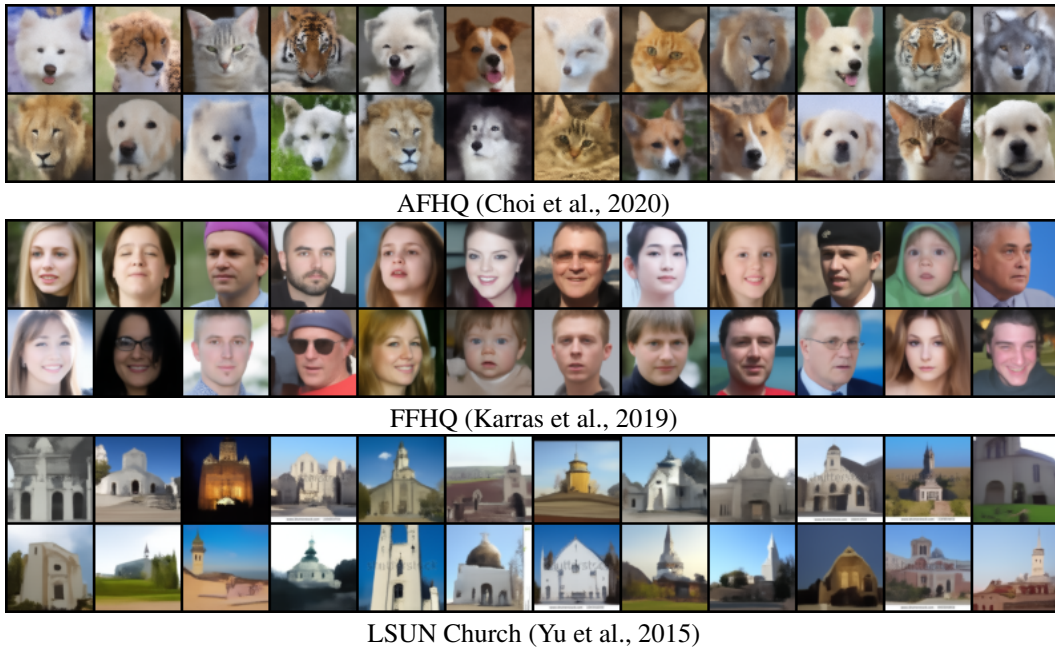 AFHQ (Choi et al., 2020)
FFHQ (Karras et al., 2019)
LSUN Church (Yu et al., 2015)